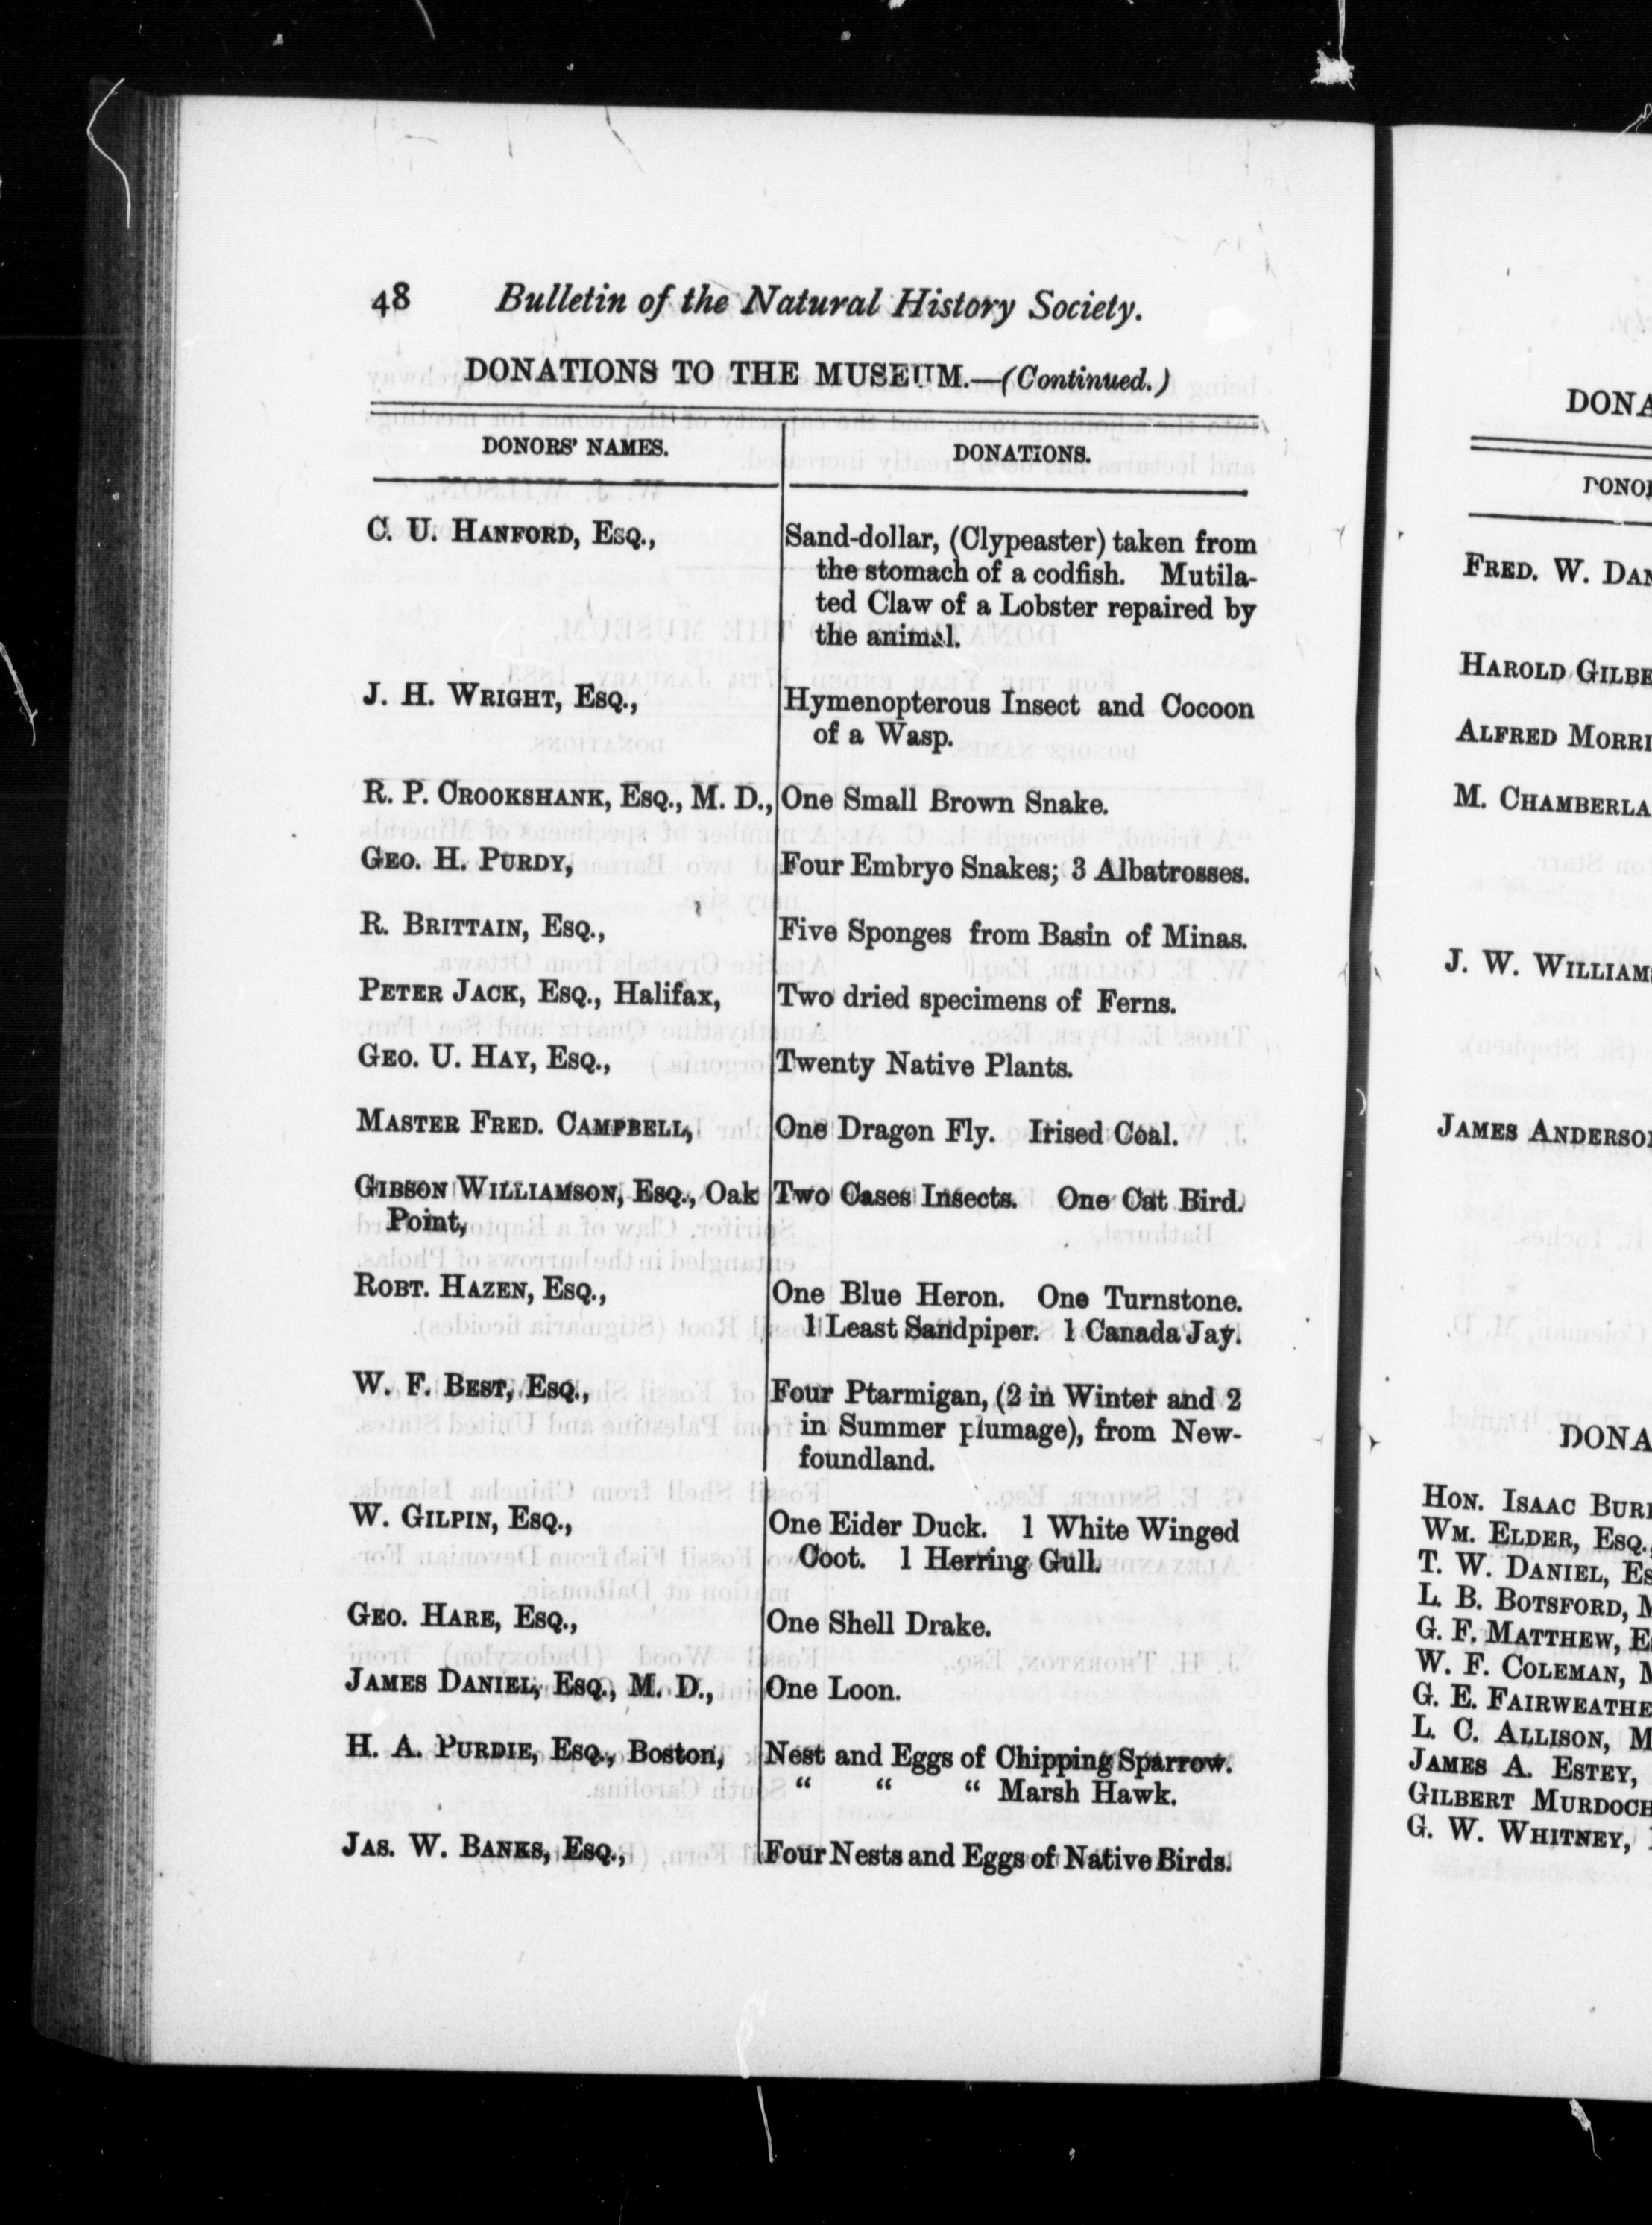 48 Bulletin of the Natural History Society.
DONATIONS TO THE MUSEUM.—(Continued.)
DONORS' NAMES. DONATIONS.
C. U. HANFORD, ESQ., Sand-dollar, (Clypeaster) taken from
the stomach of a codfish. Mutila-
ted Claw of a Lobster repaired by
the animal.
J. H. WRIGHT, ESQ., Hymenopterous Insect and Cocoon
of a Wasp.
R. P. CROOKSHANK, ESQ., M. D., One Small Brown Snake.
GEO. H. PURDY, Four Embryo Snakes; 3 Albatrosses.
R. BRITTAIN, ESQ., Five Sponges from Basin of Minas.
PETER JACK, ESQ., Halifax, Two dried specimens of Ferns.
GEO. U. HAY, ESQ., Twenty Native Plants.
MASTER FRED. CAMPBELL, One Dragon Fly. Irised Coal.
GIBSON WILLIAMSON, ESQ., Oak Two Cases Insects. One Cat Bird.
Point,
ROBT. HAZEN, ESQ., One Blue Heron. One Turnstone.
1 Least Sandpiper. 1 Canada Jay.
W. F. BEST, ESQ., Four Ptarmigan, (2 in Winter and 2
in Summer plumage), from New-
foundland.
W. GILPIN, ESQ., One Eider Duck. 1 White Winged
Coot. 1 Herring Gull.
GEO. HARE, ESQ., One Shell Drake.
JAMES DANIEL, ESQ., M. D., One Loon.
H. A. PURDIE, ESQ., Boston, Nest and Eggs of Chipping Sparrow.
" " " Marsh Hawk.
JAS. W. BANKS, ESQ., Four Nests and Eggs of Native Birds.
DONA
DONO
FRED. W. DAN
HAROLD GILBE
ALFRED MORRI
M. CHAMBERLA
J. W. WILLIAMS
JAMES ANDERSO
DONA
HON. ISAAC BUR
WM. ELDER, ESQ.,
T. W. DANIEL, ES
L. B. BOTSFORD, M
G. F. MATTHEW, E
W. F. COLEMAN, M
G. E. FAIRWEATHE
L. C. ALLISON, M
JAMES A. ESTEY,
GILBERT MURDOCH
G. W. WHITNEY,